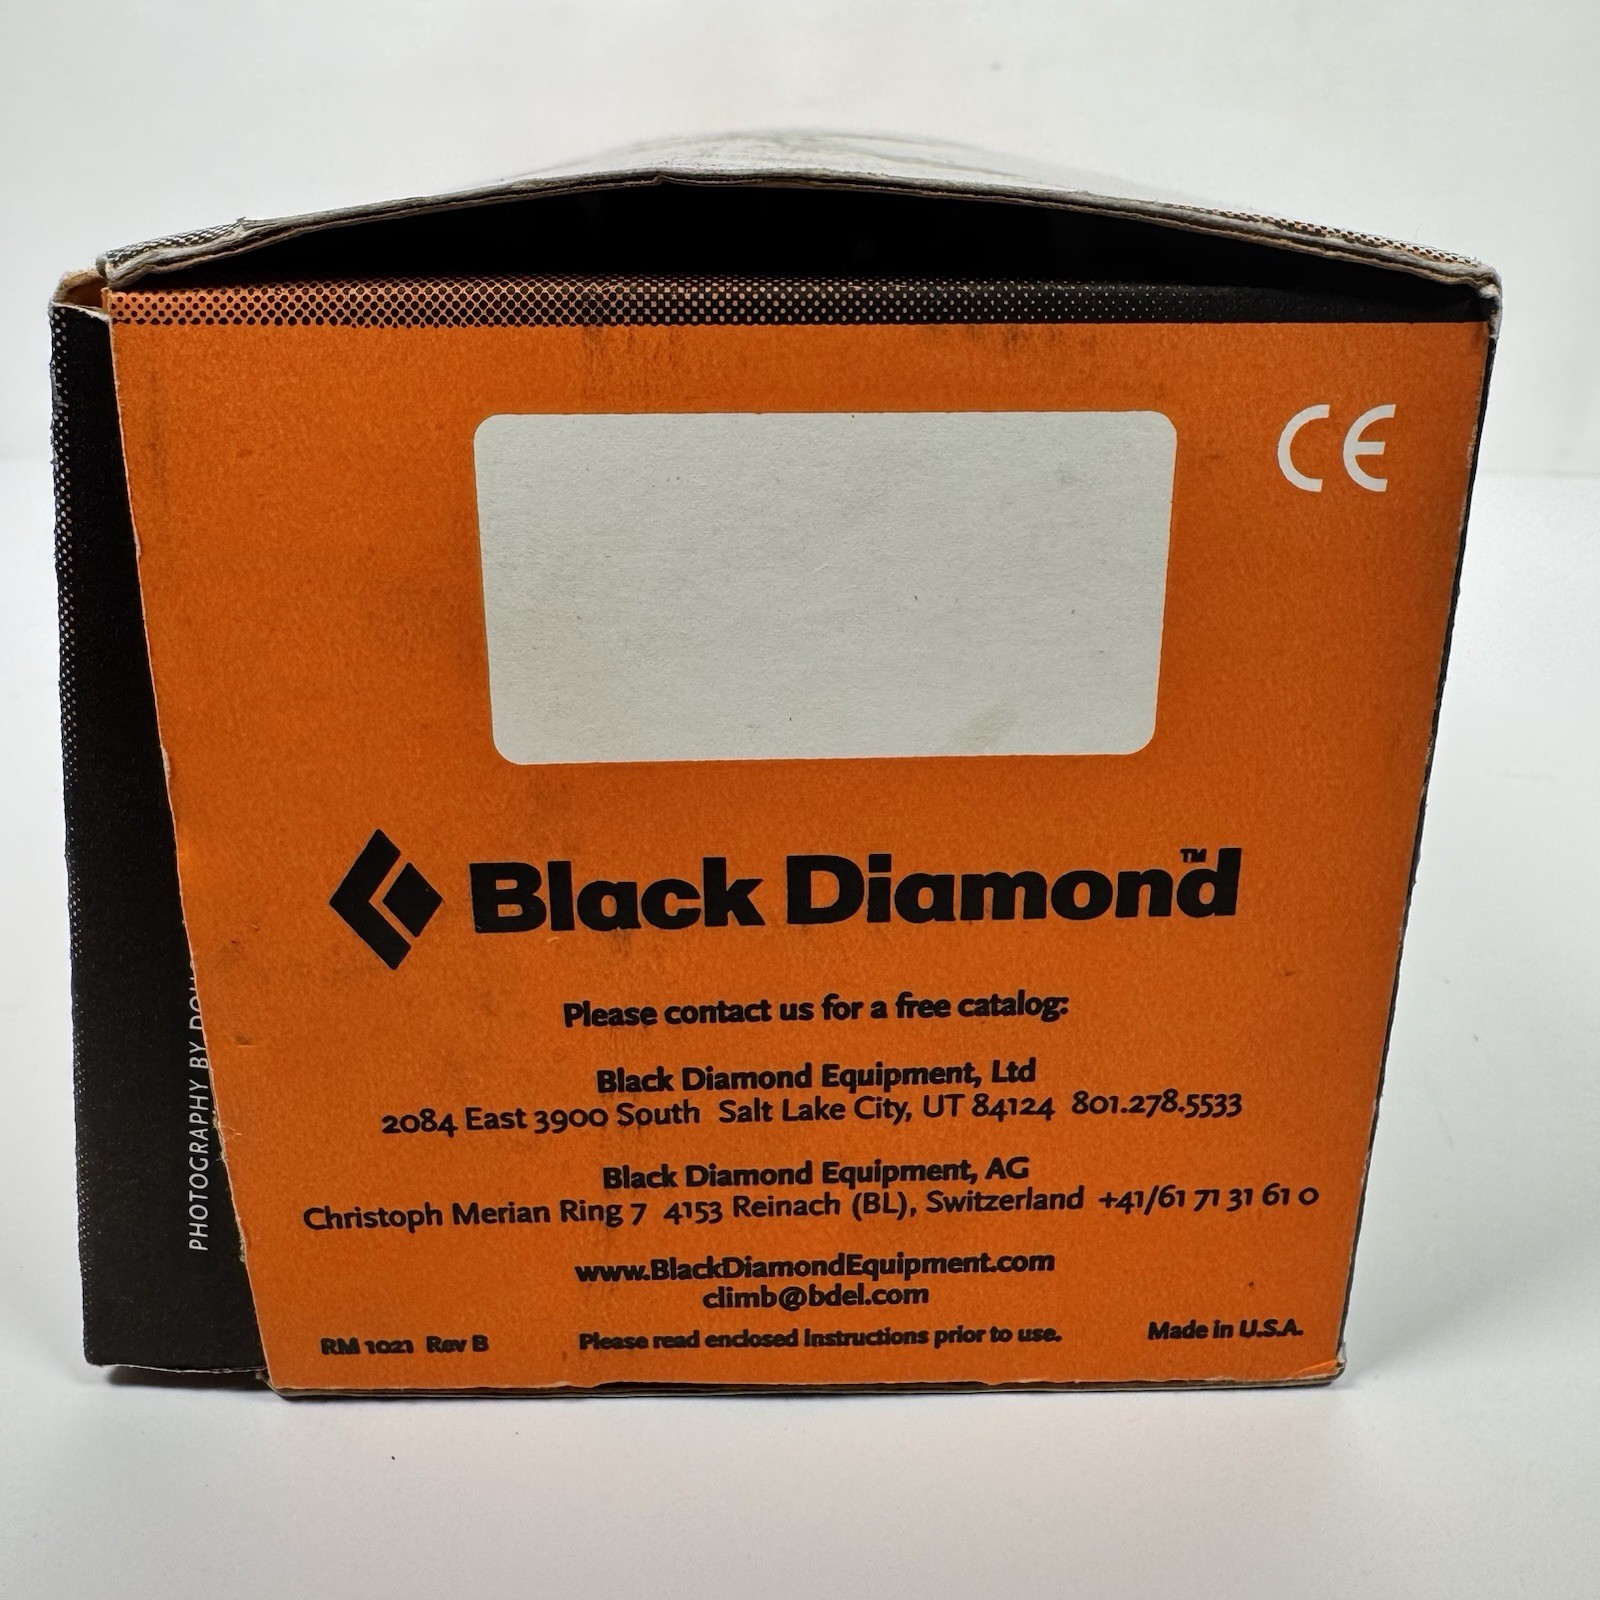 CE
Black Diamond™
Please contact us for a free catalog:
Black Diamond Equipment, Ltd
2084 East 3900 South Salt Lake City, UT 84124 801.278.5533
Black Diamond Equipment, AG
Christoph Merian Ring 7 4153 Reinach (BL), Switzerland +41/61 71 31 61 0
www.BlackDiamondEquipment.com
climb@bdel.com
RM 1021 Rev B Please read enclosed instructions prior to use. Made in U.S.A.
PHOTOGRAPHY BY